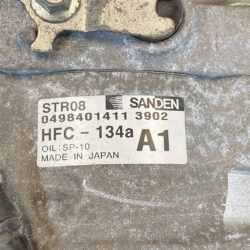 STR08 SANDEN
0498401411 3902
HFC - 134a A1
OIL: SP-10
MADE IN JAPAN